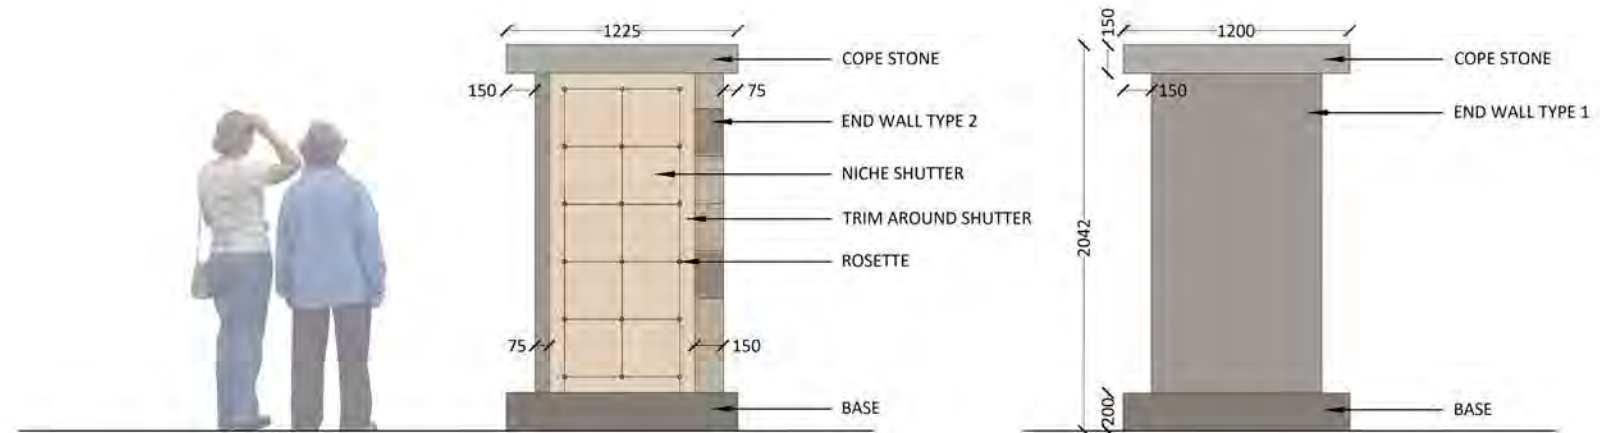 1225
COPE STONE
150
75
END WALL TYPE 2
NICHE SHUTTER
TRIM AROUND SHUTTER
ROSETTE
75
150
BASE
150
1200
COPE STONE
150
END WALL TYPE 1
2042
200
BASE